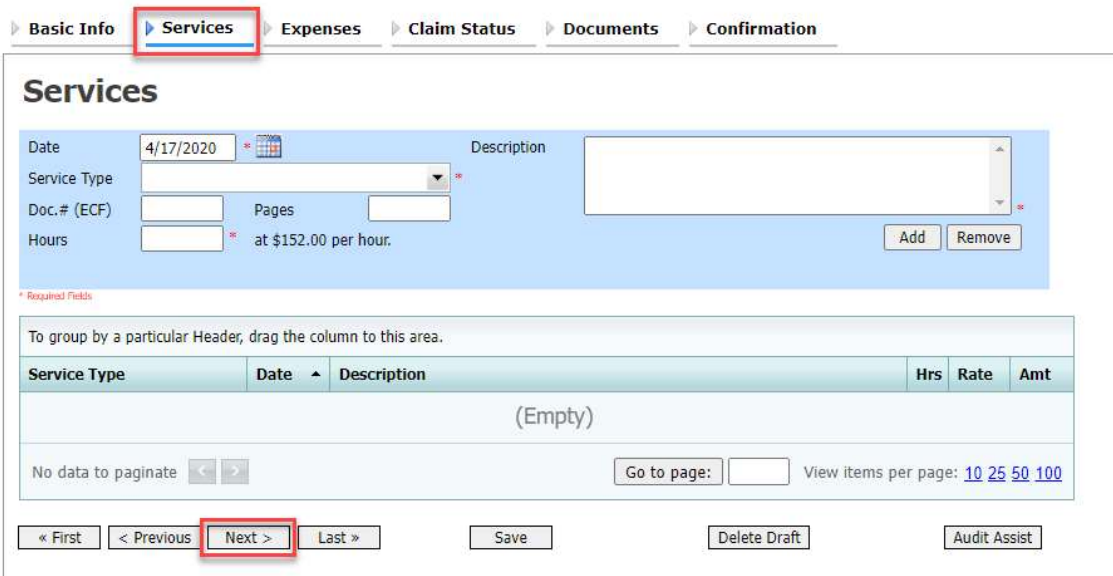 Basic Info Services Expenses Claim Status Documents Confirmation
Services
Date 4/17/2020 * Description
Service Type *
Doc.# (ECF) Pages *
Hours * at $152.00 per hour. Add Remove
* Required Fields
To group by a particular Header, drag the column to this area.
Service Type Date Description Hrs Rate Amt
(Empty)
No data to paginate < > Go to page: View items per page: 10 25 50 100
« First < Previous Next > Last » Save Delete Draft Audit Assist